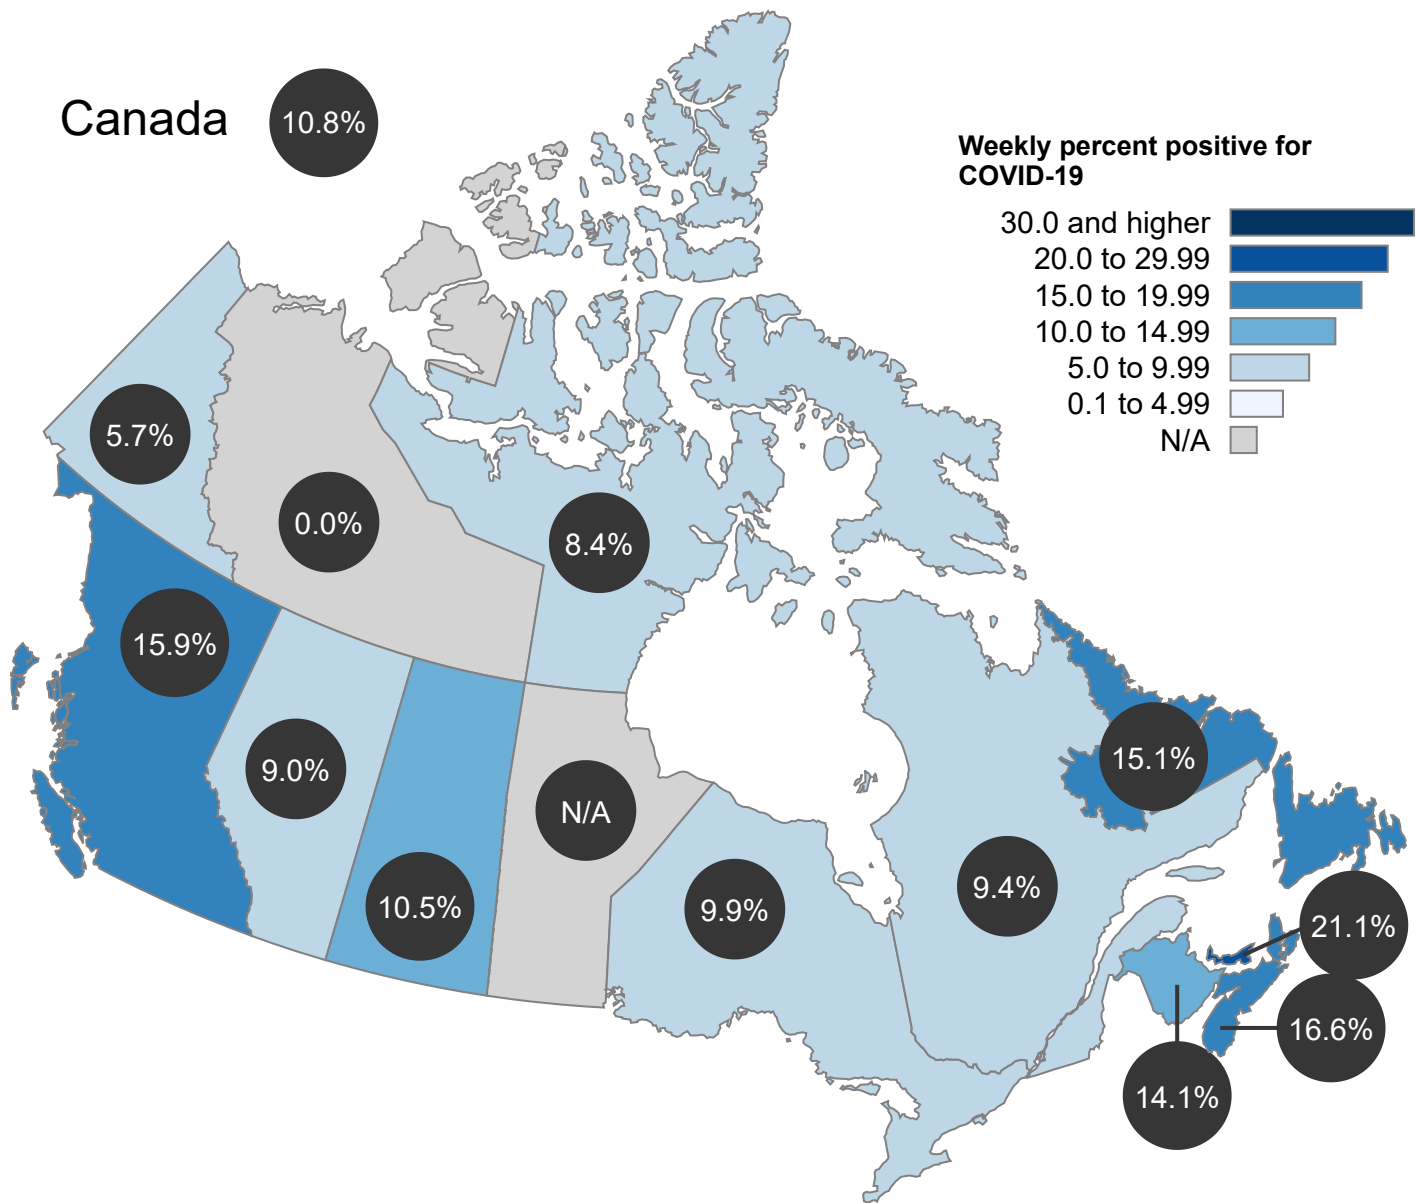 Canada
10.8%
Weekly percent positive for
COVID-19
30.0 and higher
20.0 to 29.99
15.0 to 19.99
10.0 to 14.99
5.0 to 9.99
0.1 to 4.99
N/A
5.7%
0.0%
8.4%
15.9%
9.0%
10.5%
N/A
9.9%
9.4%
15.1%
21.1%
16.6%
14.1%